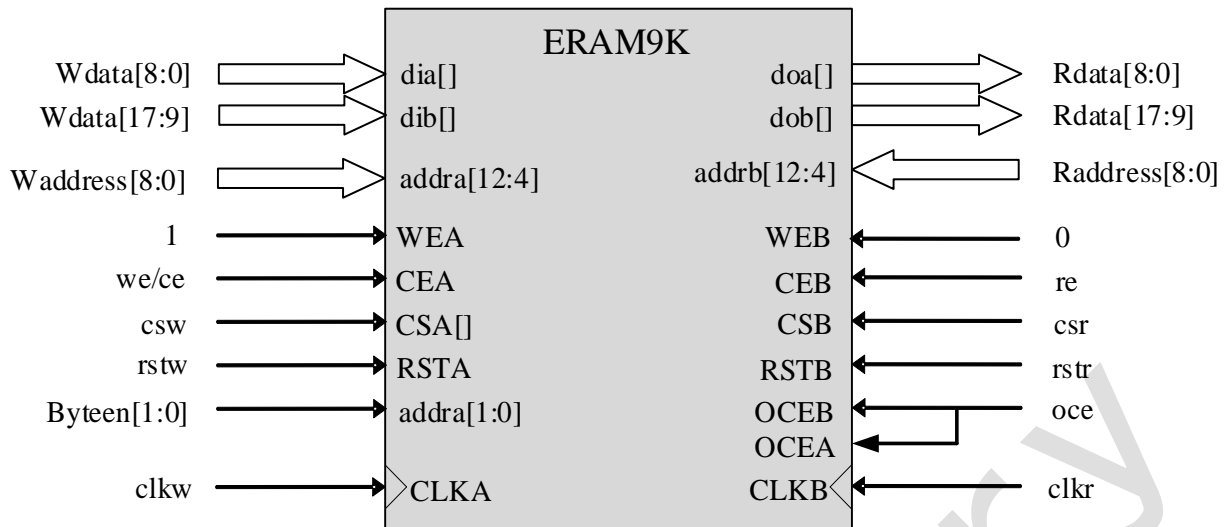 ERAM9K
Wdata[8:0] dia[] doa[] Rdata[8:0]
Wdata[17:9] dib[] dob[] Rdata[17:9]
Waddress[8:0] addra[12:4] addrb[12:4] Raddress[8:0]
1 WEA WEB 0
we/ce CEA CEB re
csw CSA[] CSB csr
rstw RSTA RSTB rstr
Byteen[1:0] addra[1:0] OCEB oce
OCEA
clkw CLKA CLKB clkr